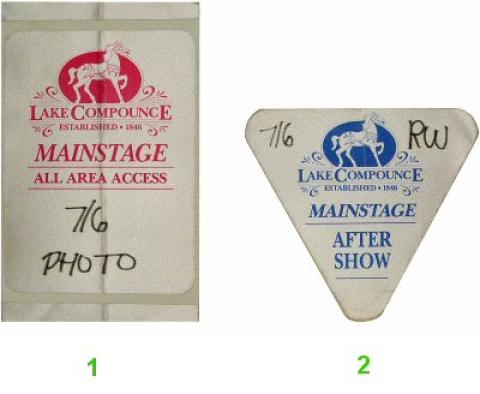 LAKE COMPOUNCE
ESTABLISHED • 1846
MAINSTAGE
ALL AREA ACCESS
7/6
PHOTO
1
7/6
RW
LAKE COMPOUNCE
ESTABLISHED • 1846
MAINSTAGE
AFTER
SHOW
2